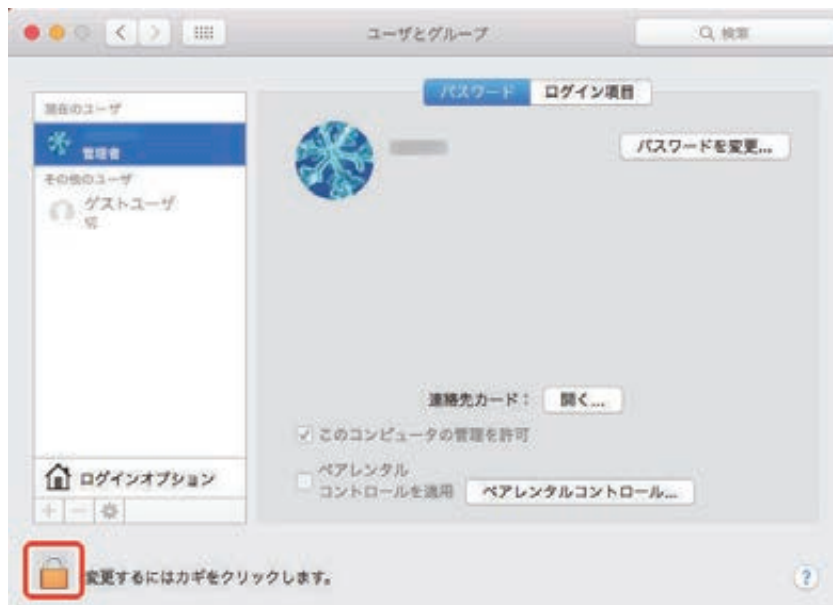 ユーザとグループ
検索
パスワード
ログイン項目
現在のユーザ
管理者
その他のユーザ
ゲストユーザ
切
パスワードを変更...
連絡先カード：
開く...
このコンピュータの管理を許可
ペアレンタル
コントロールを適用
ペアレンタルコントロール...
ログインオプション
変更するにはカギをクリックします。
?